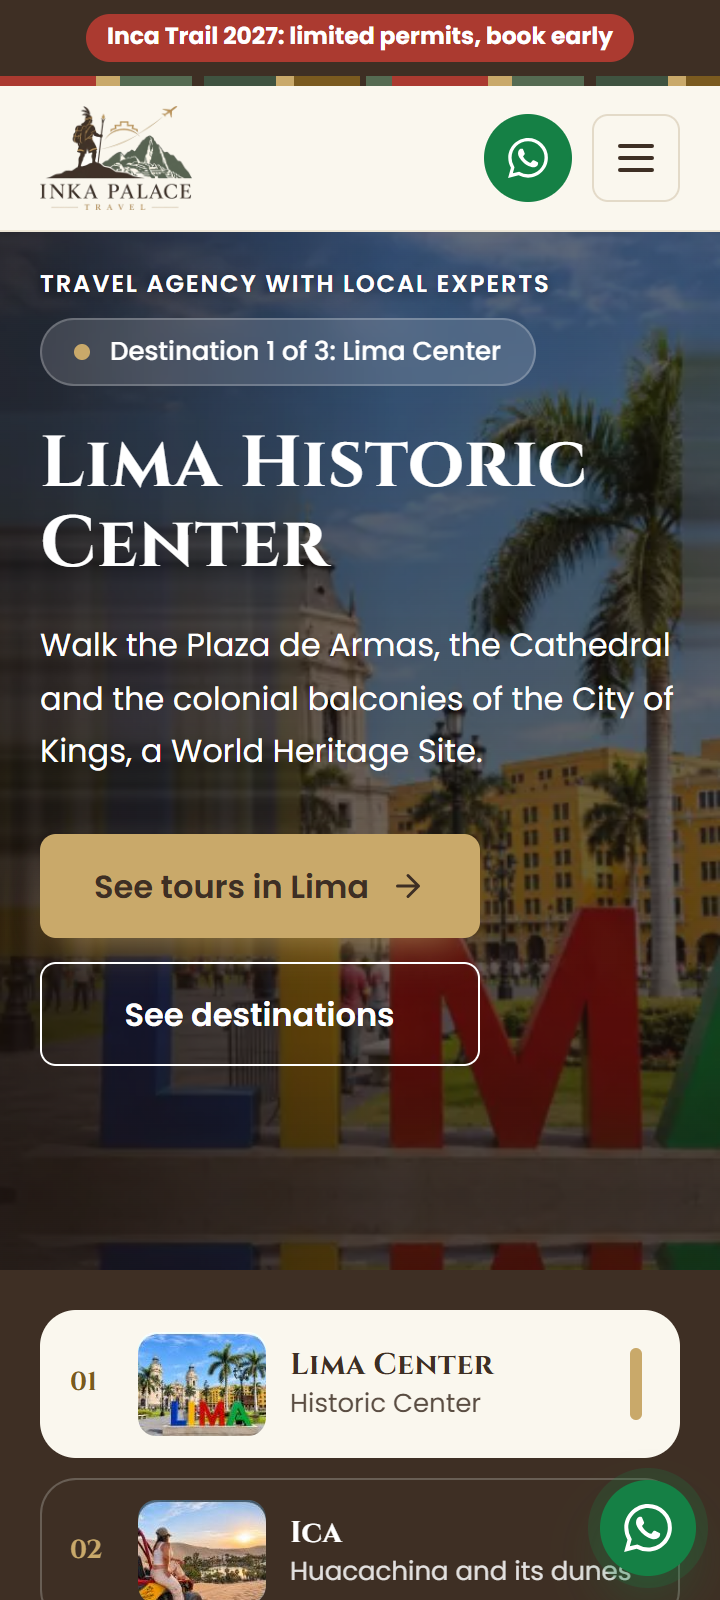 Inca Trail 2027: limited permits, book early
INKA PALACE
TRAVEL
TRAVEL AGENCY WITH LOCAL EXPERTS
Destination 1 of 3: Lima Center
Lima Historic
Center
Walk the Plaza de Armas, the Cathedral
and the colonial balconies of the City of
Kings, a World Heritage Site.
See tours in Lima →
See destinations
LIMA
01
Lima Center
Historic Center
LIMA
02
Ica
Huacachina and its dunes